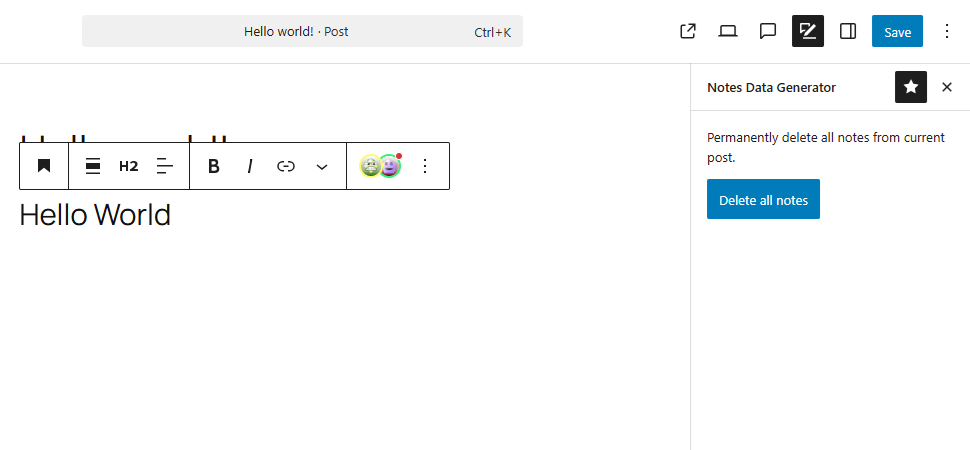 Hello world! · Post Ctrl+K
Save
Notes Data Generator
Permanently delete all notes from current
post.
Delete all notes
H2 B I
Hello World